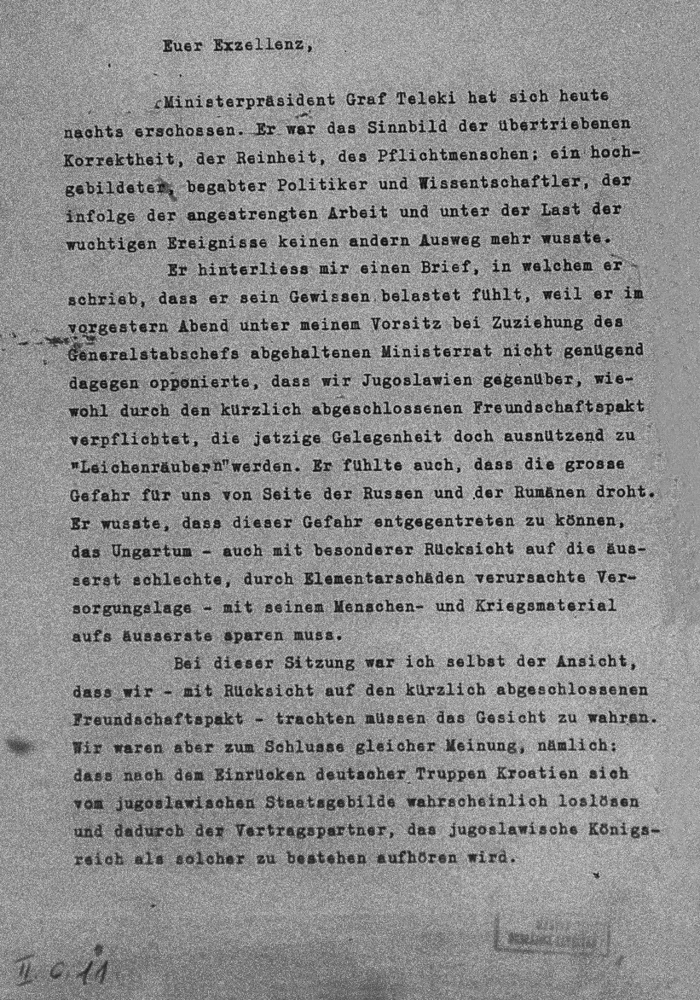 Euer Exzellenz,
Ministerpräsident Graf Teleki hat sich heute
nachts erschossen. Er war das Sinnbild der übertriebenen
Korrektheit, der Reinheit, des Pflichtmenschen; ein hoch-
gebildeter, begabter Politiker und Wissentschaftler, der
infolge der angestrengten Arbeit und unter der Last der
wuchtigen Ereignisse keinen andern Ausweg mehr wusste.
Er hinterliess mir einen Brief, in welchem er
schrieb, dass er sein Gewissen belastet fühlt, weil er im
vorgestern Abend unter meinem Vorsitz bei Zuziehung des
Generalstabschefs abgehaltenen Ministerrat nicht genügend
dagegen opponierte, dass wir Jugoslawien gegenüber, wie-
wohl durch den kürzlich abgeschlossenen Freundschaftspakt
verpflichtet, die jetzige Gelegenheit doch ausnützend zu
"Leichenräubern" werden. Er fühlte auch, dass die grosse
Gefahr für uns von Seite der Russen und der Rumänen droht.
Er wusste, dass dieser Gefahr entgegentreten zu können,
das Ungartum - auch mit besonderer Rücksicht auf die äus-
serst schlechte, durch Elementarschäden verursachte Ver-
sorgungslage - mit seinem Menschen- und Kriegsmaterial
aufs äusserste sparen muss.
Bei dieser Sitzung war ich selbst der Ansicht,
dass wir - mit Rücksicht auf den kürzlich abgeschlossenen
Freundschaftspakt - trachten müssen das Gesicht zu wahren.
Wir waren aber zum Schlusse gleicher Meinung, nämlich:
dass nach dem Einrücken deutscher Truppen Kroatien sich
vom jugoslawischen Staatsgebilde wahrscheinlich loslösen
und dadurch der Vertragspartner, das jugoslawische Königs-
reich als solcher zu bestehen aufhören wird.
II. C. 11